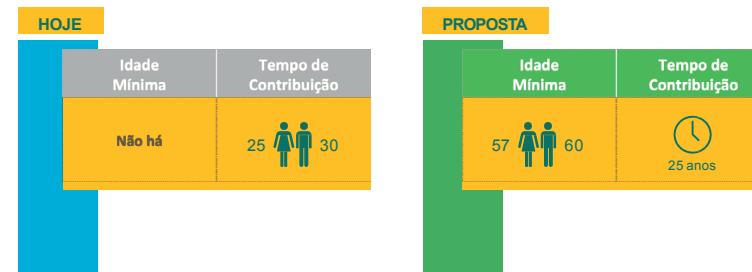 HOJE
Idade
Mínima
Tempo de
Contribuição
Não há
25 30
PROPOSTA
Idade
Mínima
Tempo de
Contribuição
57 60
25 anos